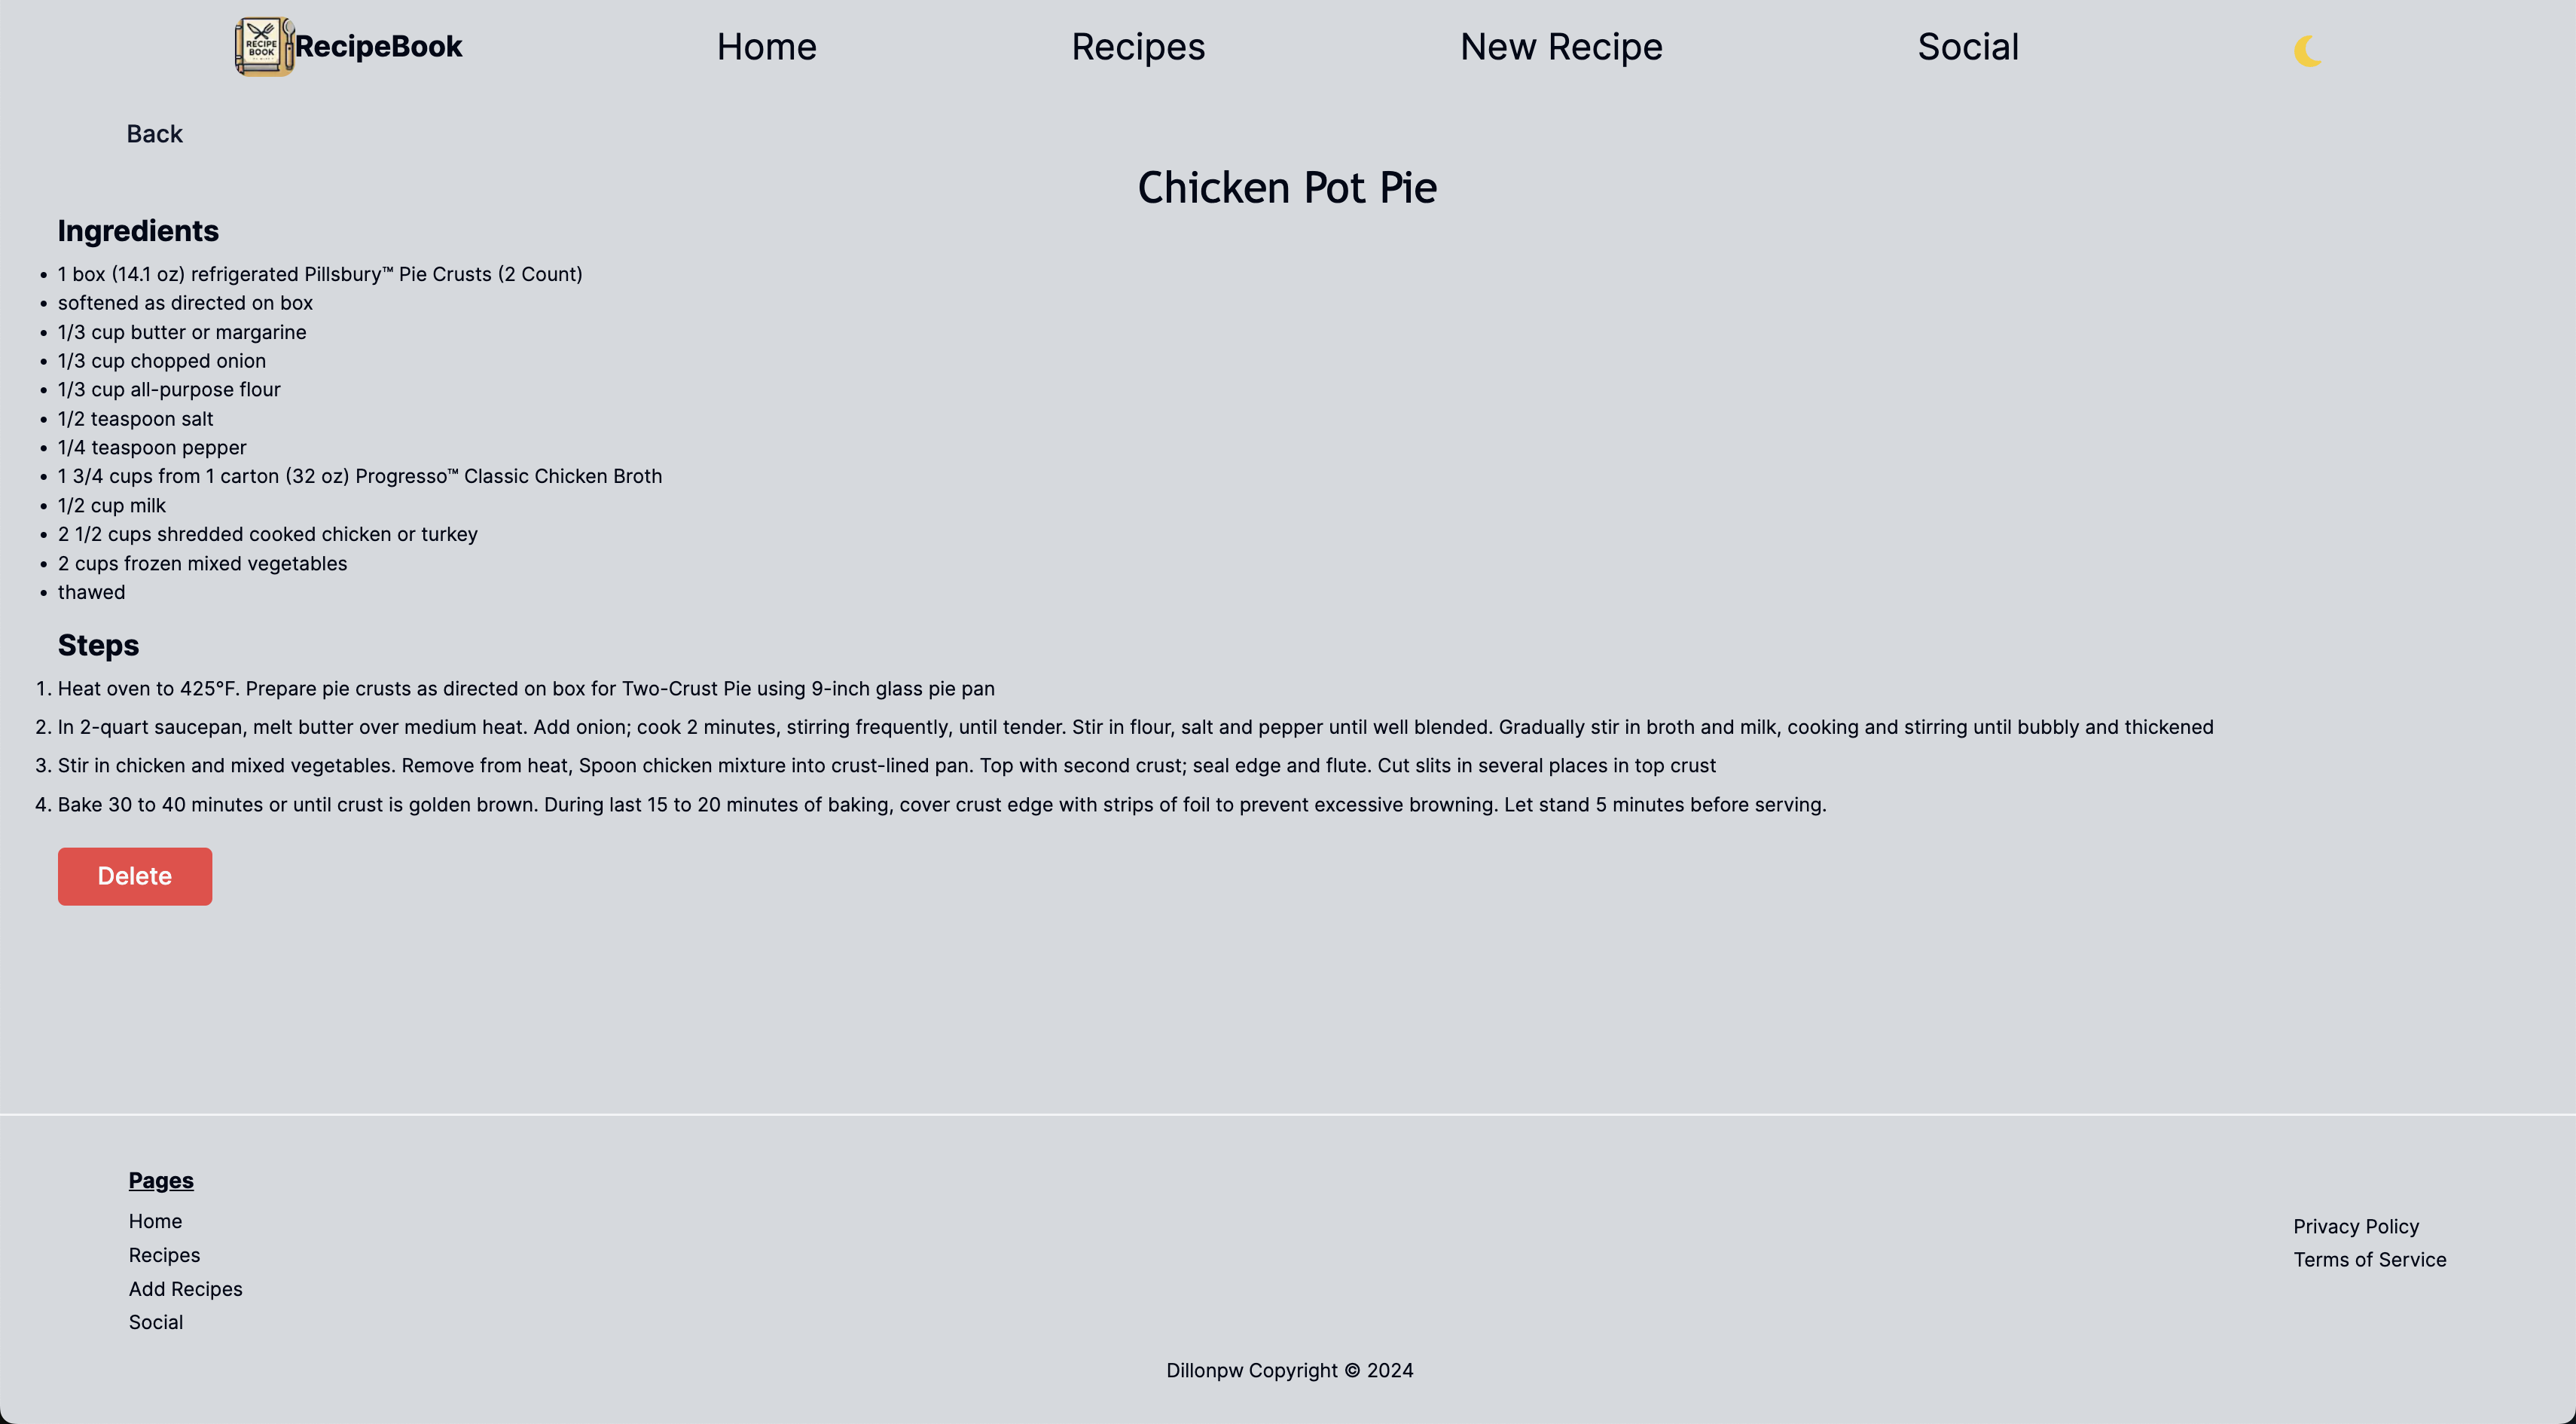 RECIPE
BOOK
RecipeBook
Home
Recipes
New Recipe
Social
Back
Chicken Pot Pie
Ingredients
• 1 box (14.1 oz) refrigerated Pillsbury™ Pie Crusts (2 Count)
• softened as directed on box
• 1/3 cup butter or margarine
• 1/3 cup chopped onion
• 1/3 cup all-purpose flour
• 1/2 teaspoon salt
• 1/4 teaspoon pepper
• 1 3/4 cups from 1 carton (32 oz) Progresso™ Classic Chicken Broth
• 1/2 cup milk
• 2 1/2 cups shredded cooked chicken or turkey
• 2 cups frozen mixed vegetables
• thawed
Steps
1. Heat oven to 425°F. Prepare pie crusts as directed on box for Two-Crust Pie using 9-inch glass pie pan
2. In 2-quart saucepan, melt butter over medium heat. Add onion; cook 2 minutes, stirring frequently, until tender. Stir in flour, salt and pepper until well blended. Gradually stir in broth and milk, cooking and stirring until bubbly and thickened
3. Stir in chicken and mixed vegetables. Remove from heat, Spoon chicken mixture into crust-lined pan. Top with second crust; seal edge and flute. Cut slits in several places in top crust
4. Bake 30 to 40 minutes or until crust is golden brown. During last 15 to 20 minutes of baking, cover crust edge with strips of foil to prevent excessive browning. Let stand 5 minutes before serving.
Delete
Pages
Home
Recipes
Add Recipes
Social
Privacy Policy
Terms of Service
Dillonpw Copyright © 2024